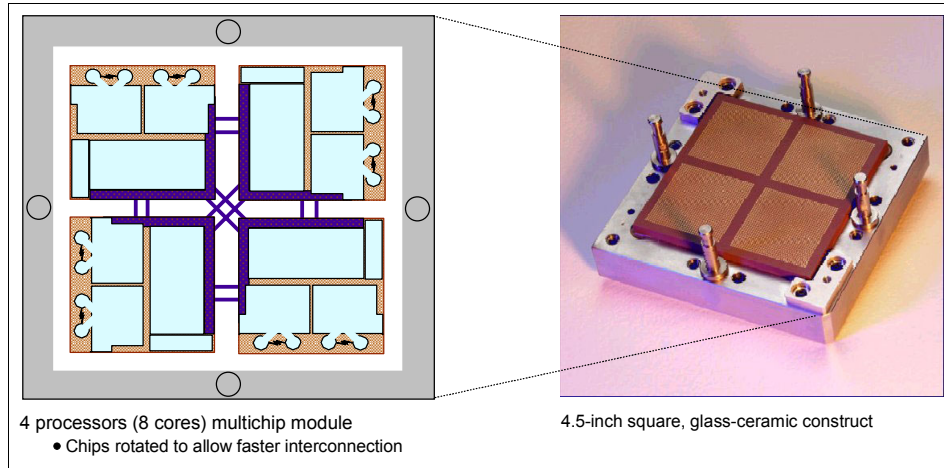 4 processors (8 cores) multichip module
• Chips rotated to allow faster interconnection
4.5-inch square, glass-ceramic construct